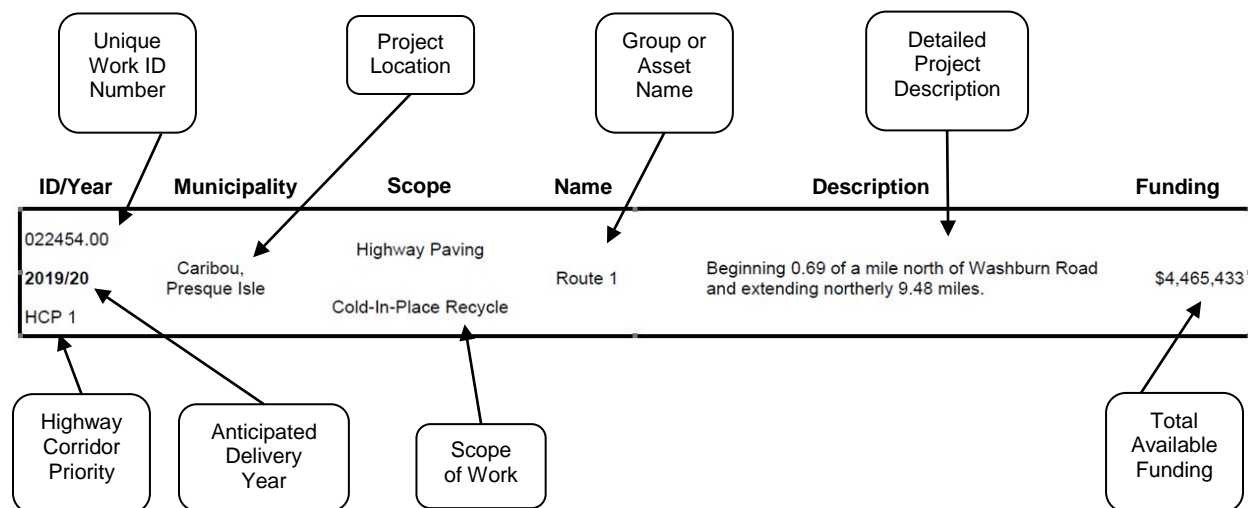 Unique
Work ID
Number
Project
Location
Group or
Asset
Name
Detailed
Project
Description
ID/Year Municipality Scope Name Description Funding
022454.00
2019/20
HCP 1
Caribou,
Presque Isle
Highway Paving
Cold-In-Place Recycle
Route 1
Beginning 0.69 of a mile north of Washburn Road
and extending northerly 9.48 miles.
$4,465,433
Highway
Corridor
Priority
Anticipated
Delivery
Year
Scope
of Work
Total
Available
Funding